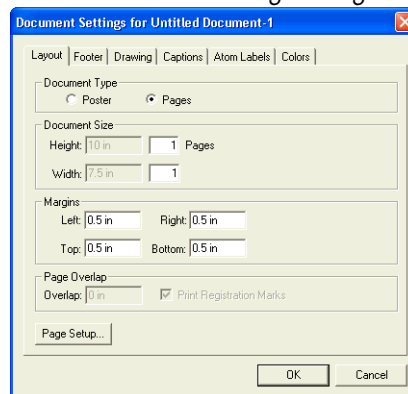 Document Settings for Untitled Document-1
Layout Footer Drawing Captions Atom Labels Colors
Document Type
Poster Pages
Document Size
Height: 10 in 1 Pages
Width: 7.5 in 1
Margins
Left: 0.5 in Right: 0.5 in
Top: 0.5 in Bottom: 0.5 in
Page Overlap
Overlap: 0 in Print Registration Marks
Page Setup...
OK Cancel